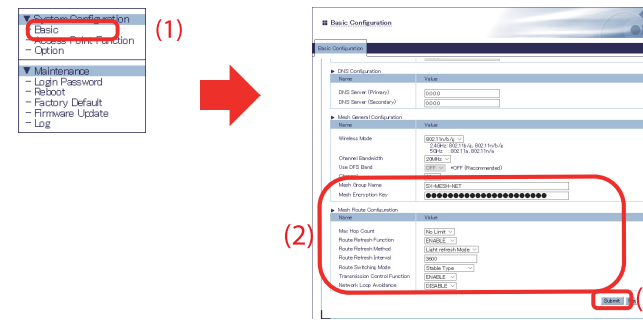 ▼ System Configuration
- Basic
- Access Point Function
- Option
▼ Maintenance
- Login Password
- Reboot
- Factory Default
- Firmware Update
- Log
(1)
Basic Configuration
Basic Configuration
▶ DNS Configuration
Name Value
DNS Server (Primary) 0.0.0.0
DNS Server (Secondary) 0.0.0.0
▶ Mesh General Configuration
Name Value
Wireless Mode 802.11n/b/g
2.4GHz: 802.11b/g, 802.11n/b/g
5GHz : 802.11a, 802.11n/a
Channel Bandwidth 20MHz
Use DFS Band OFF *OFF (Recommended)
Channel
Mesh Group Name SX-MESH-NET
Mesh Encryption Key ●●●●●●●●●●●●●●●●●●●●●●
(2)
▶ Mesh Route Configuration
Name Value
Max Hop Count No Limit
Route Refresh Function ENABLE
Route Refresh Method Light refresh Mode
Route Refresh Interval 3600
Route Switching Mode Stable Type
Transmission Control Function ENABLE
Network Loop Avoidance DISABLE
Submit
(